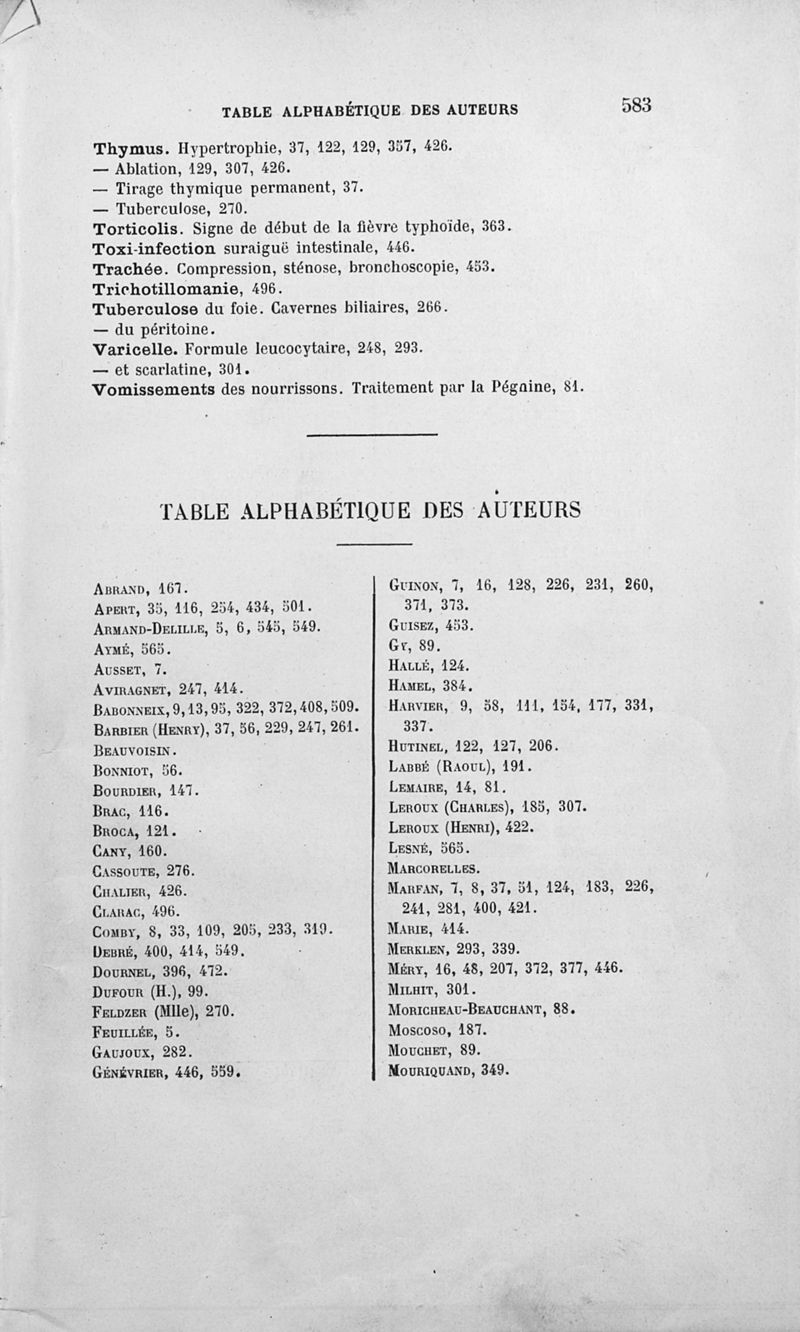 TABLE ALPHABÉTIQUE DES AUTEURS 583
Thymus. Hypertrophie, 37, 122, 129, 357, 426.
— Ablation, 129, 307, 426.
— Tirage thymique permanent, 37.
— Tuberculose, 270.
Torticolis. Signe de début de la fièvre typhoïde, 363.
Toxi-infection suraiguë intestinale, 446.
Trachée. Compression, sténose, bronchoscopie, 453.
Trichotillomanie, 496.
Tuberculose du foie. Cavernes biliaires, 266.
— du péritoine.
Varicelle. Formule leucocytaire, 248, 293.
— et scarlatine, 301.
Vomissements des nourrissons. Traitement par la Pégnine, 81.
TABLE ALPHABÉTIQUE DES AUTEURS
ABRAND, 167.
APERT, 35, 116, 254, 434, 501.
ARMAND-DELILLE, 5, 6, 545, 549.
AYMÉ, 565.
AUSSET, 7.
AVIRAGNET, 247, 414.
BABONNEIX, 9, 13, 95, 322, 372, 408, 509.
BARBIER (HENRY), 37, 56, 229, 247, 261.
BEAUVOISIN.
BONNIOT, 56.
BOURDIER, 147.
BRAC, 116.
BROCA, 121.
CANY, 160.
CASSOUTE, 276.
CHALIER, 426.
CLARAC, 496.
COMBY, 8, 33, 109, 205, 233, 319.
DEBRÉ, 400, 414, 549.
DOURNEL, 396, 472.
DUFOUR (H.), 99.
FELDZER (Mlle), 270.
FEUILLÉE, 5.
GAUJOUX, 282.
GÉNÉVRIER, 446, 559.
GUINON, 7, 16, 128, 226, 231, 260,
371, 373.
GUISEZ, 453.
GY, 89.
HALLÉ, 124.
HAMEL, 384.
HARVIER, 9, 58, 111, 154, 177, 331,
337.
HUTINEL, 122, 127, 206.
LABBÉ (RAOUL), 191.
LEMAIRE, 14, 81.
LEROUX (CHARLES), 185, 307.
LEROUX (HENRI), 422.
LESNÉ, 565.
MARCORELLES.
MARFAN, 7, 8, 37, 51, 124, 183, 226,
241, 281, 400, 421.
MARIE, 414.
MERKLEN, 293, 339.
MÉRY, 16, 48, 207, 372, 377, 446.
MILHIT, 301.
MORICHEAU-BEAUCHANT, 88.
MOSCOSO, 187.
MOUCHET, 89.
MOURIQUAND, 349.